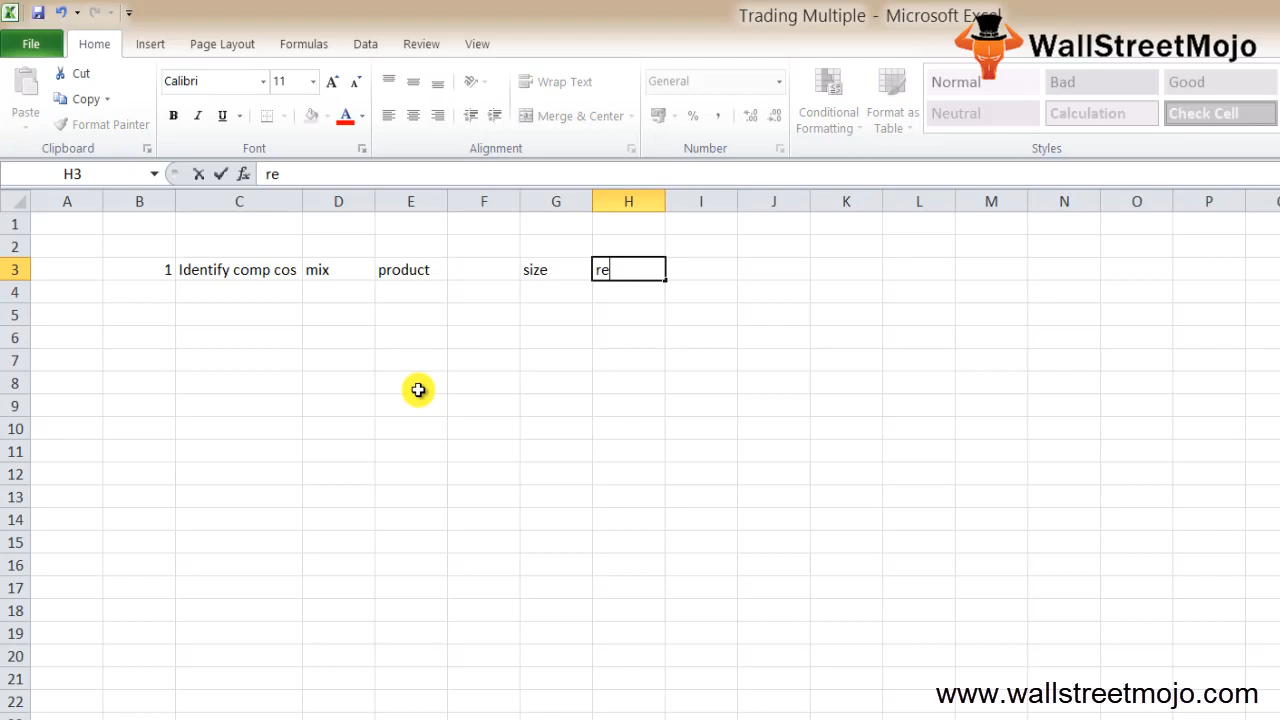 Trading Multiple - Microsoft Excel
WallStreetMojo
File Home Insert Page Layout Formulas Data Review View
Paste
Cut
Copy
Format Painter
Clipboard
Calibri 11 A A
B I U A
Font
Wrap Text
Merge & Center
Alignment
General
% ,
Number
Conditional Formatting
Format as Table
Normal Bad Good
Neutral Calculation Check Cell
Styles
H3 fx re
A B C D E F G H I J K L M N O P
1
2
3 1 Identify comp cos mix product size re
4
5
6
7
8
9
10
11
12
13
14
15
16
17
18
19
20
21
22
www.wallstreetmojo.com